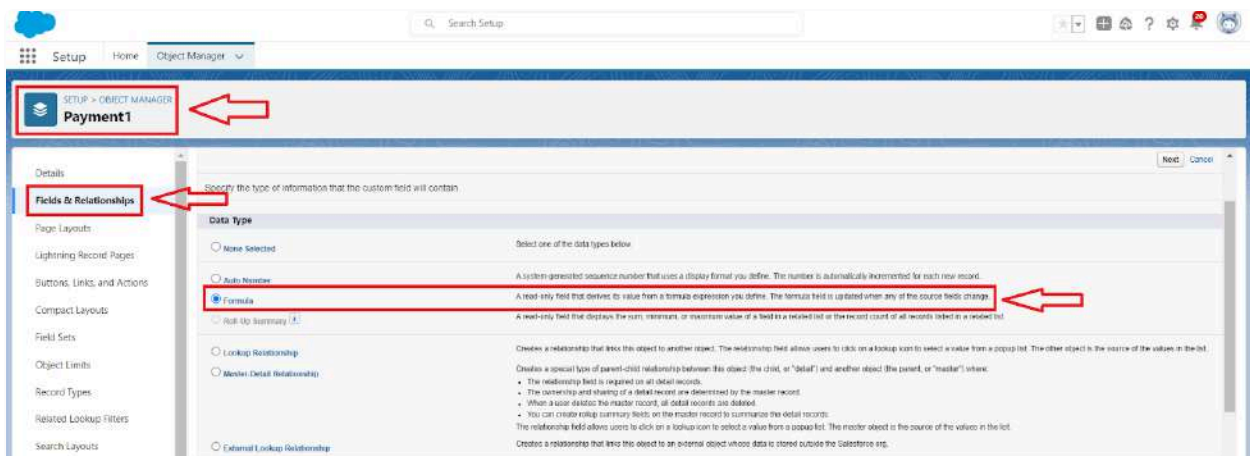 Search Setup
20
Setup
Home
Object Manager
SETUP > OBJECT MANAGER
Payment1
Next
Cancel
Details
Fields & Relationships
Page Layouts
Lightning Record Pages
Buttons, Links, and Actions
Compact Layouts
Field Sets
Object Limits
Record Types
Related Lookup Filters
Search Layouts
Specify the type of information that the custom field will contain.
Data Type
None Selected
Select one of the data types below.
Auto Number
A system-generated sequence number that uses a display format you define. The number is automatically incremented for each new record.
Formula
A read-only field that derives its value from a formula expression you define. The formula field is updated when any of the source fields change.
Roll-Up Summary
A read-only field that displays the sum, minimum, or maximum value of a field in a related list or the record count of all records listed in a related list.
Lookup Relationship
Creates a relationship that links this object to another object. The relationship field allows users to click on a lookup icon to select a value from a popup list. The other object is the source of the values in the list.
Master-Detail Relationship
Creates a special type of parent-child relationship between this object (the child, or "detail") and another object (the parent, or "master") where:
• The relationship field is required on all detail records.
• The ownership and sharing of a detail record are determined by the master record.
• When a user deletes the master record, all detail records are deleted.
• You can create rollup summary fields on the master record to summarize the detail records.
The relationship field allows users to click on a lookup icon to select a value from a popup list. The master object is the source of the values in the list.
External Lookup Relationship
Creates a relationship that links this object to an external object whose data is stored outside the Salesforce org.